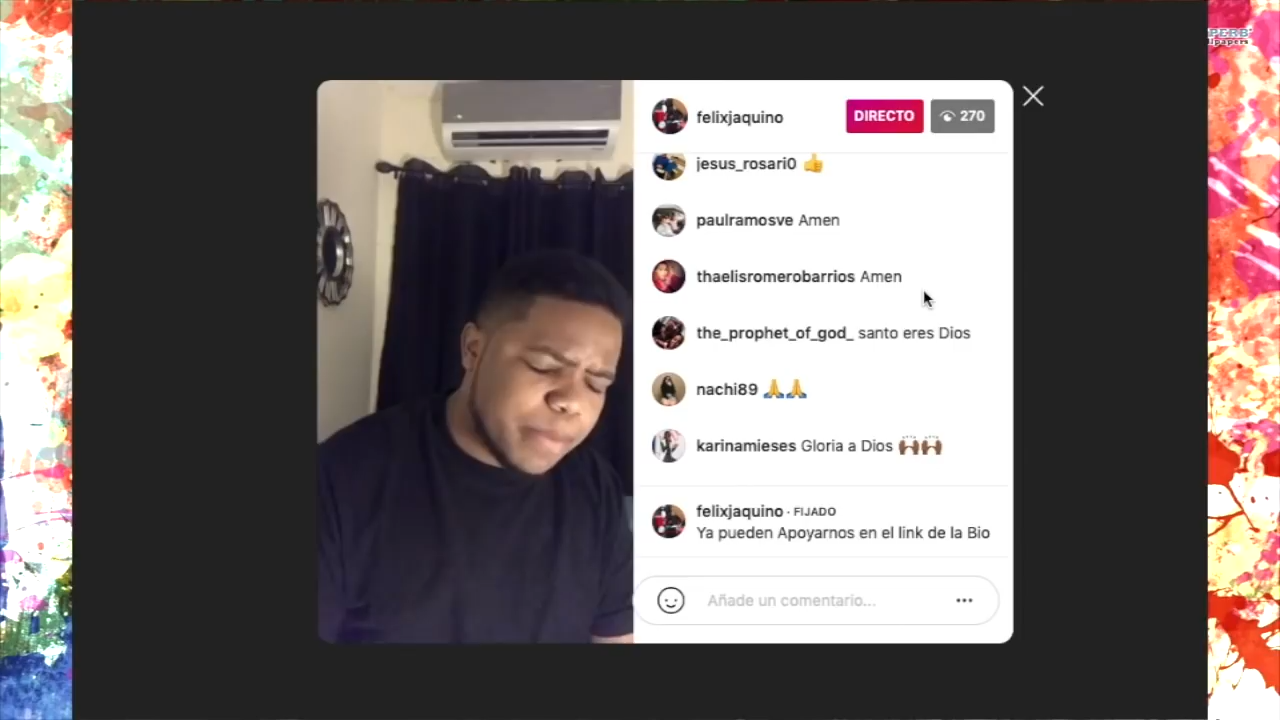 felixjaquino DIRECTO 270
jesus_rosari0 👍
paulramosve Amen
thaelisromerobarrios Amen
the_prophet_of_god_ santo eres Dios
nachi89 🙏🙏
karinamieses Gloria a Dios 🙌🏾🙌🏾
felixjaquino · FIJADO
Ya pueden Apoyarnos en el link de la Bio
Añade un comentario...